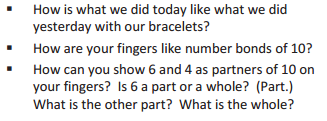 ▪ How is what we did today like what we did
yesterday with our bracelets?
▪ How are your fingers like number bonds of 10?
▪ How can you show 6 and 4 as partners of 10 on
your fingers? Is 6 a part or a whole? (Part.)
What is the other part? What is the whole?